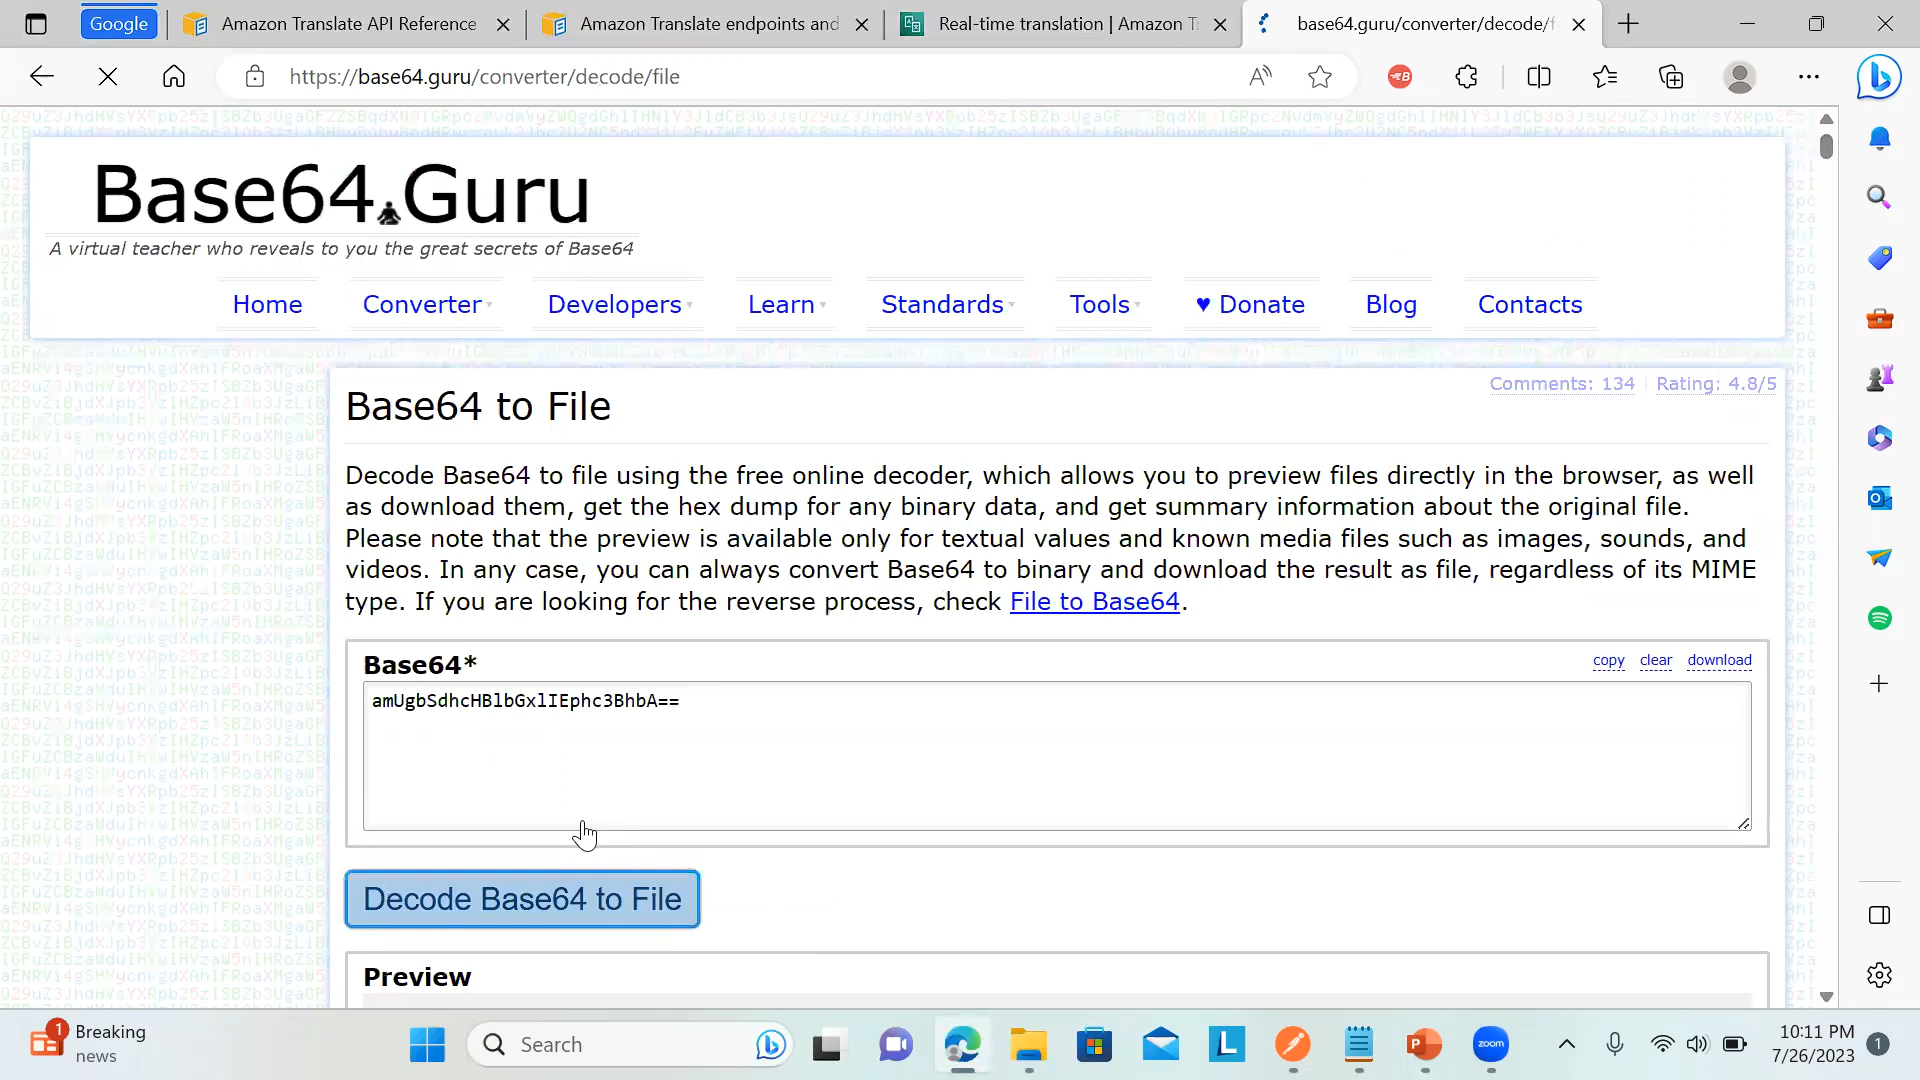 Google
Amazon Translate API Reference
Amazon Translate endpoints and
Real-time translation | Amazon T
base64.guru/converter/decode/f
https://base64.guru/converter/decode/file
Base64.Guru
A virtual teacher who reveals to you the great secrets of Base64
Home
Converter
Developers
Learn
Standards
Tools
♥ Donate
Blog
Contacts
Comments: 134
Rating: 4.8/5
Base64 to File
Decode Base64 to file using the free online decoder, which allows you to preview files directly in the browser, as well
as download them, get the hex dump for any binary data, and get summary information about the original file.
Please note that the preview is available only for textual values and known media files such as images, sounds, and
videos. In any case, you can always convert Base64 to binary and download the result as file, regardless of its MIME
type. If you are looking for the reverse process, check File to Base64.
Base64*
copy
clear
download
amUgbSdhcHBlbGxlIEphc3BhbA==
Decode Base64 to File
Preview
1
Breaking
news
Search
zoom
10:11 PM
7/26/2023
1